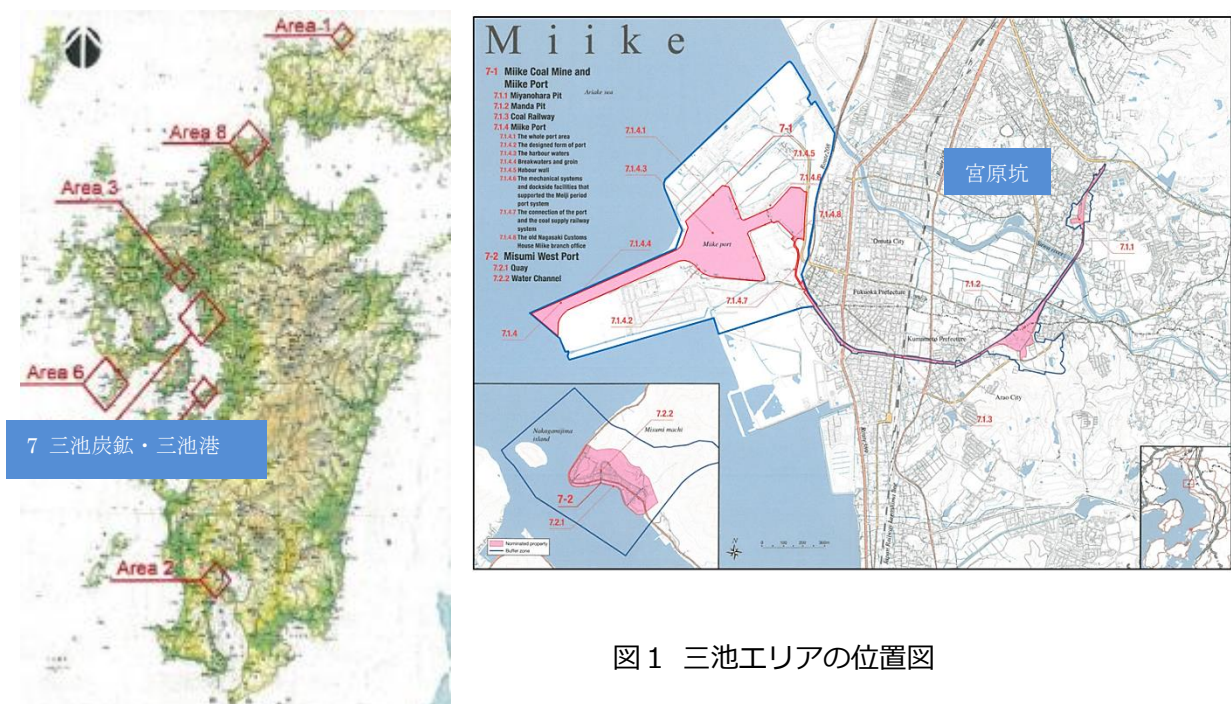 Area 1
Area 8
Area 3
Area 6
7 三池炭鉱・三池港
Area 2
Miike
7-1 Miike Coal Mine and
Miike Port
7.1.1 Miyanohara Pit
7.1.2 Manda Pit
7.1.3 Coal Railway
7.1.4 Miike Port
7.1.4.1 The whole port area
7.1.4.2 The designed form of port
7.1.4.3 The harbour waters
7.1.4.4 Breakwaters and groin
7.1.4.5 Habour wall
7.1.4.6 The mechanical systems
and dockside facilities that
supported the Meiji period
port system
7.1.4.7 The connection of the port
and the coal supply railway
system
7.1.4.8 The old Nagasaki Customs
House Miike branch office
7-2 Misumi West Port
7.2.1 Quay
7.2.2 Water Channel
Ariake sea
7.1.4.1
7-1
7.1.4.5
7.1.4.3
7.1.4.6
宮原坑
7.1.4.8
7.1.1
7.1.4.4
Miike port
Omuta City
7.1.2
Fukuoka Prefecture
7.1.4.7
7.1.4
7.1.4.2
Kumamoto Prefecture
Arao City
7.1.3
7.2.2
Nakagamijima
island
Misumi machi
7-2
7.2.1
Nominated property
Buffer zone
N
図1 三池エリアの位置図